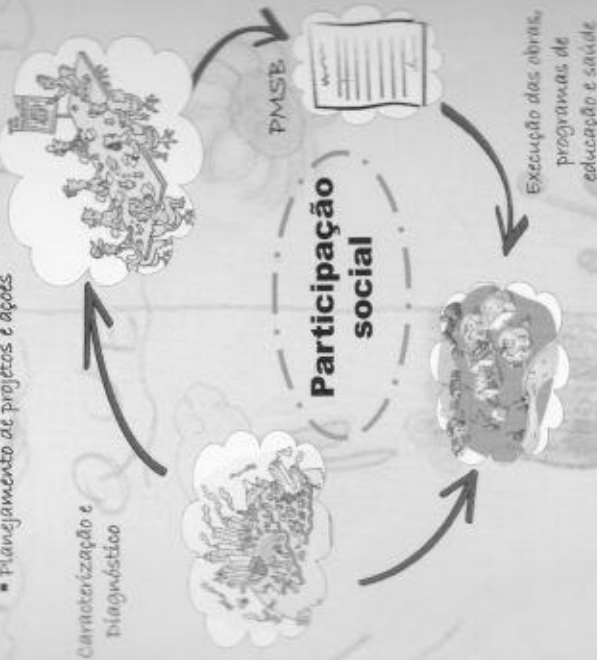 ▪ Planejamento de projetos e ações
Caracterização e
Diagnóstico
PMSB
Participação
social
Execução das obras,
programas de
educação e saúde